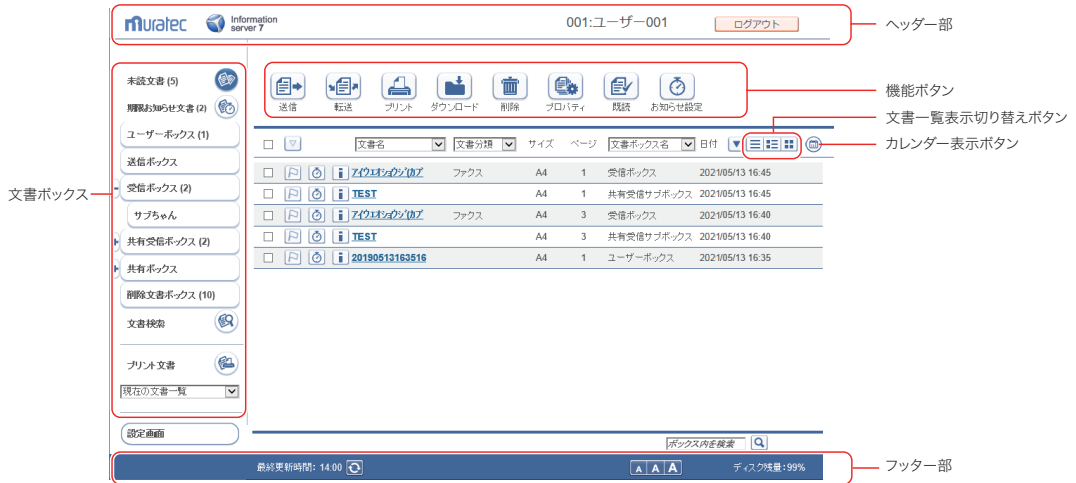 muratec Information server 7
001:ユーザー001
ログアウト
ヘッダー部
未読文書 (5)
期限お知らせ文書 (2)
ユーザーボックス (1)
送信ボックス
受信ボックス (2)
サブちゃん
共有受信ボックス (2)
共有ボックス
削除文書ボックス (10)
文書検索
プリント文書
現在の文書一覧
設定画面
文書ボックス
送信 転送 プリント ダウンロード 削除 プロパティ 既読 お知らせ設定
機能ボタン
文書一覧表示切り替えボタン
カレンダー表示ボタン
文書名 文書分類 サイズ ページ 文書ボックス名 日付
ｱｲｳｴｵｼｮｳｼﾞｶﾌﾞ ファクス A4 1 受信ボックス 2021/05/13 16:45
TEST A4 1 共有受信サブボックス 2021/05/13 16:45
ｱｲｳｴｵｼｮｳｼﾞｶﾌﾞ ファクス A4 3 受信ボックス 2021/05/13 16:40
TEST A4 3 共有受信サブボックス 2021/05/13 16:40
20190513163516 A4 1 ユーザーボックス 2021/05/13 16:35
ボックス内を検索
最終更新時間: 14:00
A A A
ディスク残量:99%
フッター部